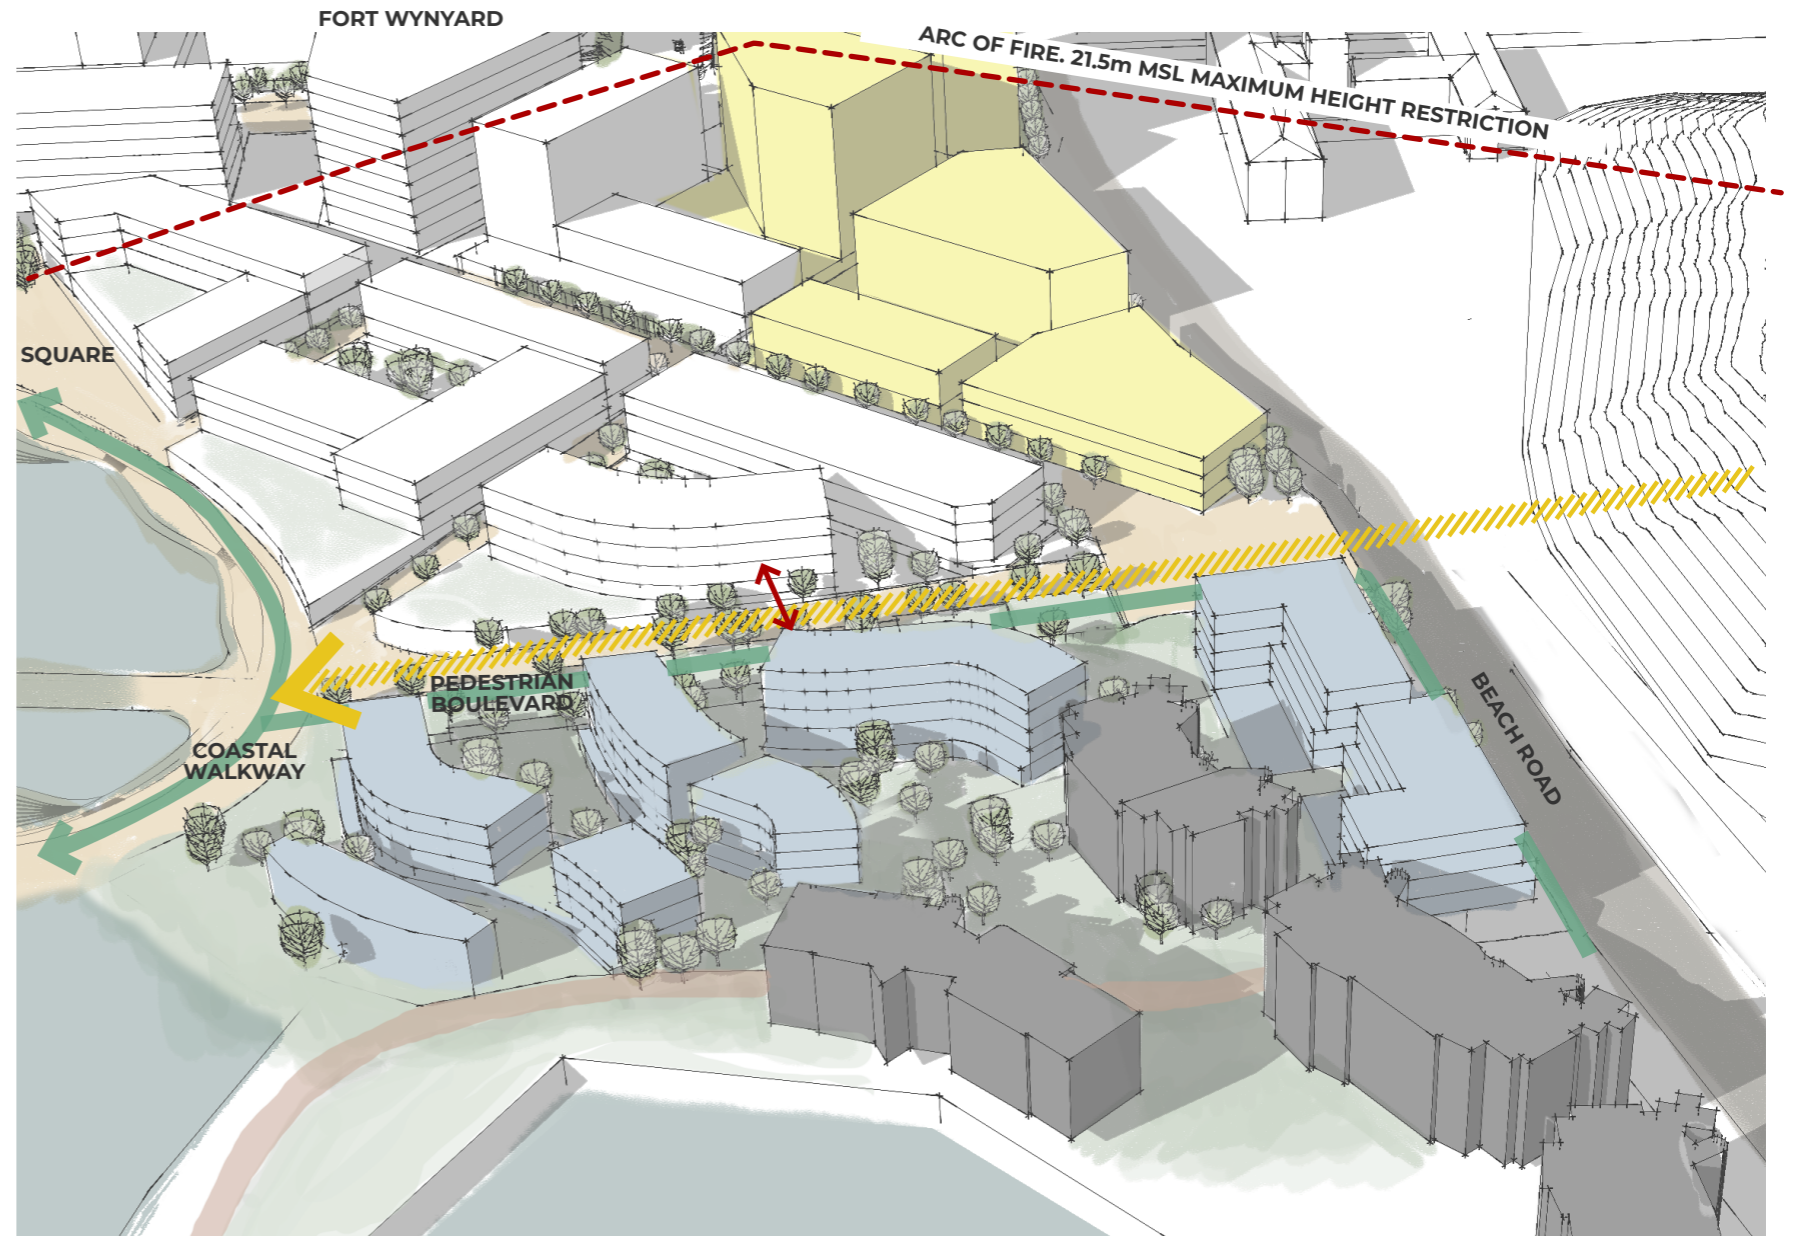 FORT WYNYARD
ARC OF FIRE. 21.5m MSL MAXIMUM HEIGHT RESTRICTION
SQUARE
PEDESTRIAN
BOULEVARD
BEACH ROAD
COASTAL
WALKWAY